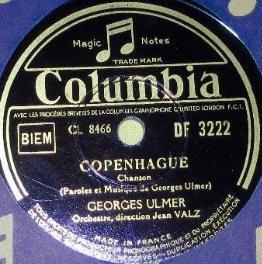 Magic Notes
TRADE MARK
Columbia
AVEC LES PROCÉDÉS BREVETÉS DE LA COLUMBIA GRAPHOPHONE C° LIMITED LONDON
BIEM
CL 8466
DF 3222
COPENHAGUE
Chanson
(Paroles et Musique de Georges Ulmer)
GEORGES ULMER
Orchestre, direction Jean VALZ
MADE IN FRANCE